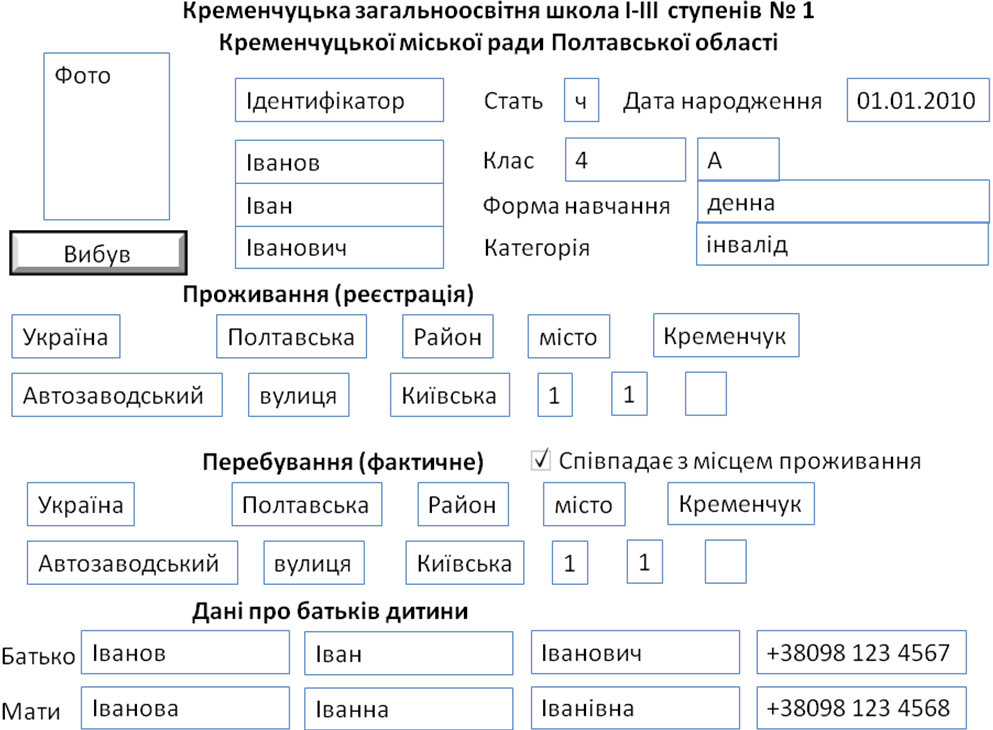 Кременчуцька загальноосвітня школа І-ІІІ ступенів № 1
Кременчуцької міської ради Полтавської області
Фото
Ідентифікатор Стать ч Дата народження 01.01.2010
Іванов Клас 4 А
Іван Форма навчання денна
Вибув Іванович Категорія інвалід
Проживання (реєстрація)
Україна Полтавська Район місто Кременчук
Автозаводський вулиця Київська 1 1
Перебування (фактичне) Співпадає з місцем проживання
Україна Полтавська Район місто Кременчук
Автозаводський вулиця Київська 1 1
Дані про батьків дитини
Батько Іванов Іван Іванович +38098 123 4567
Мати Іванова Іванна Іванівна +38098 123 4568